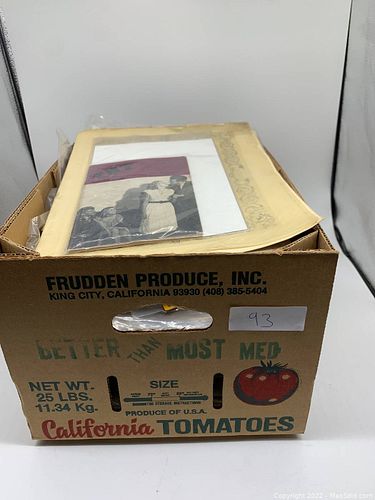 FRUDDEN PRODUCE, INC.
KING CITY, CALIFORNIA 93930 (408) 385-5404
93
BETTER THAN MOST MED
NET WT.
25 LBS.
11.34 Kg.
SIZE
PRODUCE OF U.S.A.
California TOMATOES